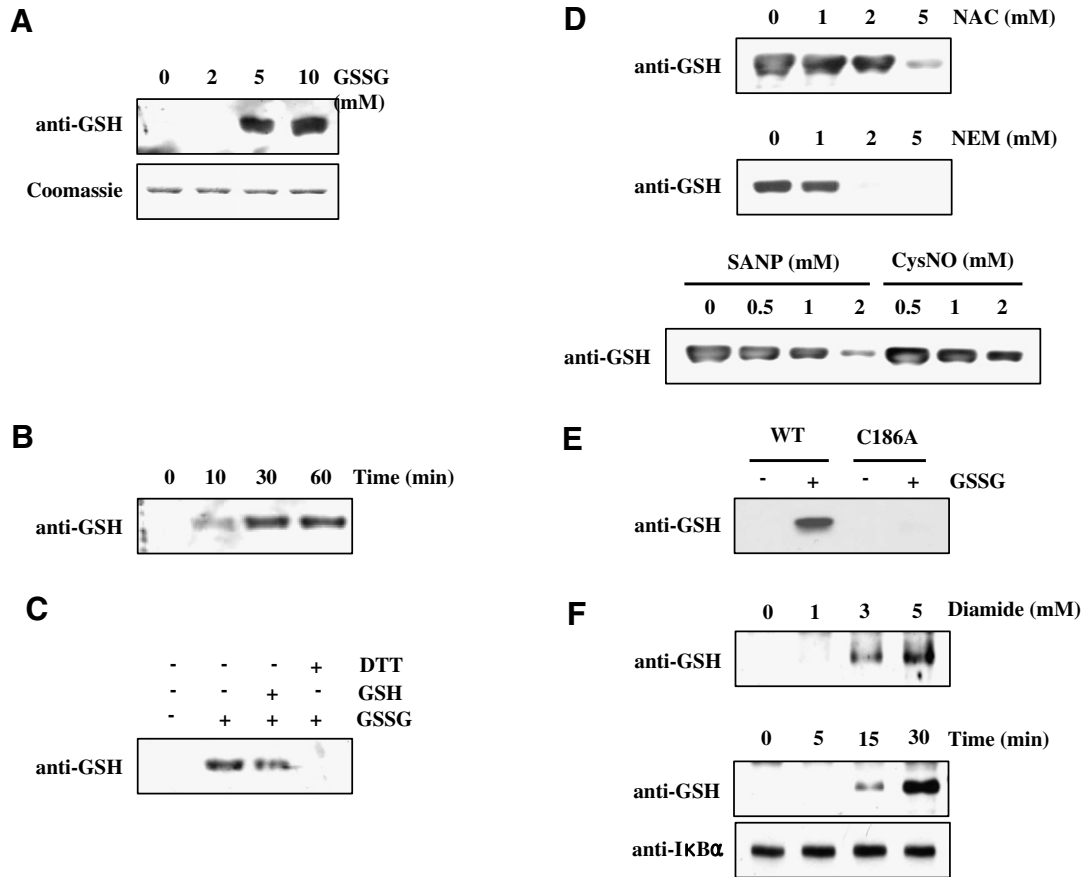 A
0 2 5 10 GSSG
(mM)
anti-GSH
Coomassie
B
0 10 30 60 Time (min)
anti-GSH
C
- - - + DTT
- - + - GSH
- + + + GSSG
anti-GSH
D
0 1 2 5 NAC (mM)
anti-GSH
0 1 2 5 NEM (mM)
anti-GSH
SANP (mM) CysNO (mM)
0 0.5 1 2 0.5 1 2
anti-GSH
E
WT C186A
- + - + GSSG
anti-GSH
F
0 1 3 5 Diamide (mM)
anti-GSH
0 5 15 30 Time (min)
anti-GSH
anti-IκBα